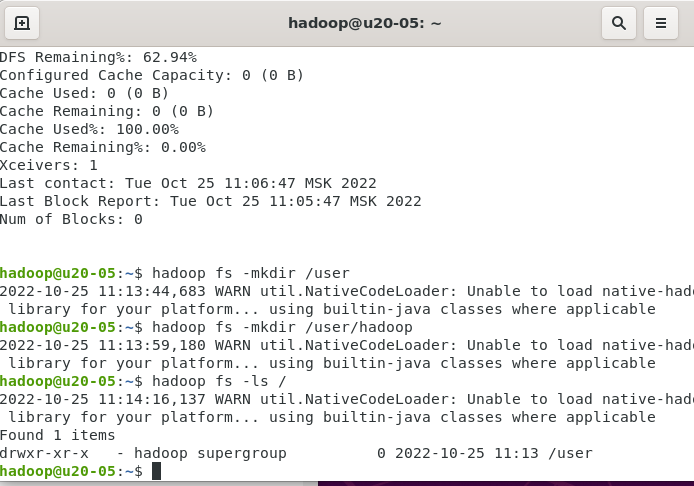 hadoop@u20-05: ~
DFS Remaining%: 62.94%
Configured Cache Capacity: 0 (0 B)
Cache Used: 0 (0 B)
Cache Remaining: 0 (0 B)
Cache Used%: 100.00%
Cache Remaining%: 0.00%
Xceivers: 1
Last contact: Tue Oct 25 11:06:47 MSK 2022
Last Block Report: Tue Oct 25 11:05:47 MSK 2022
Num of Blocks: 0
hadoop@u20-05:~$ hadoop fs -mkdir /user
2022-10-25 11:13:44,683 WARN util.NativeCodeLoader: Unable to load native-had
library for your platform... using builtin-java classes where applicable
hadoop@u20-05:~$ hadoop fs -mkdir /user/hadoop
2022-10-25 11:13:59,180 WARN util.NativeCodeLoader: Unable to load native-had
library for your platform... using builtin-java classes where applicable
hadoop@u20-05:~$ hadoop fs -ls /
2022-10-25 11:14:16,137 WARN util.NativeCodeLoader: Unable to load native-had
library for your platform... using builtin-java classes where applicable
Found 1 items
drwxr-xr-x   - hadoop supergroup          0 2022-10-25 11:13 /user
hadoop@u20-05:~$